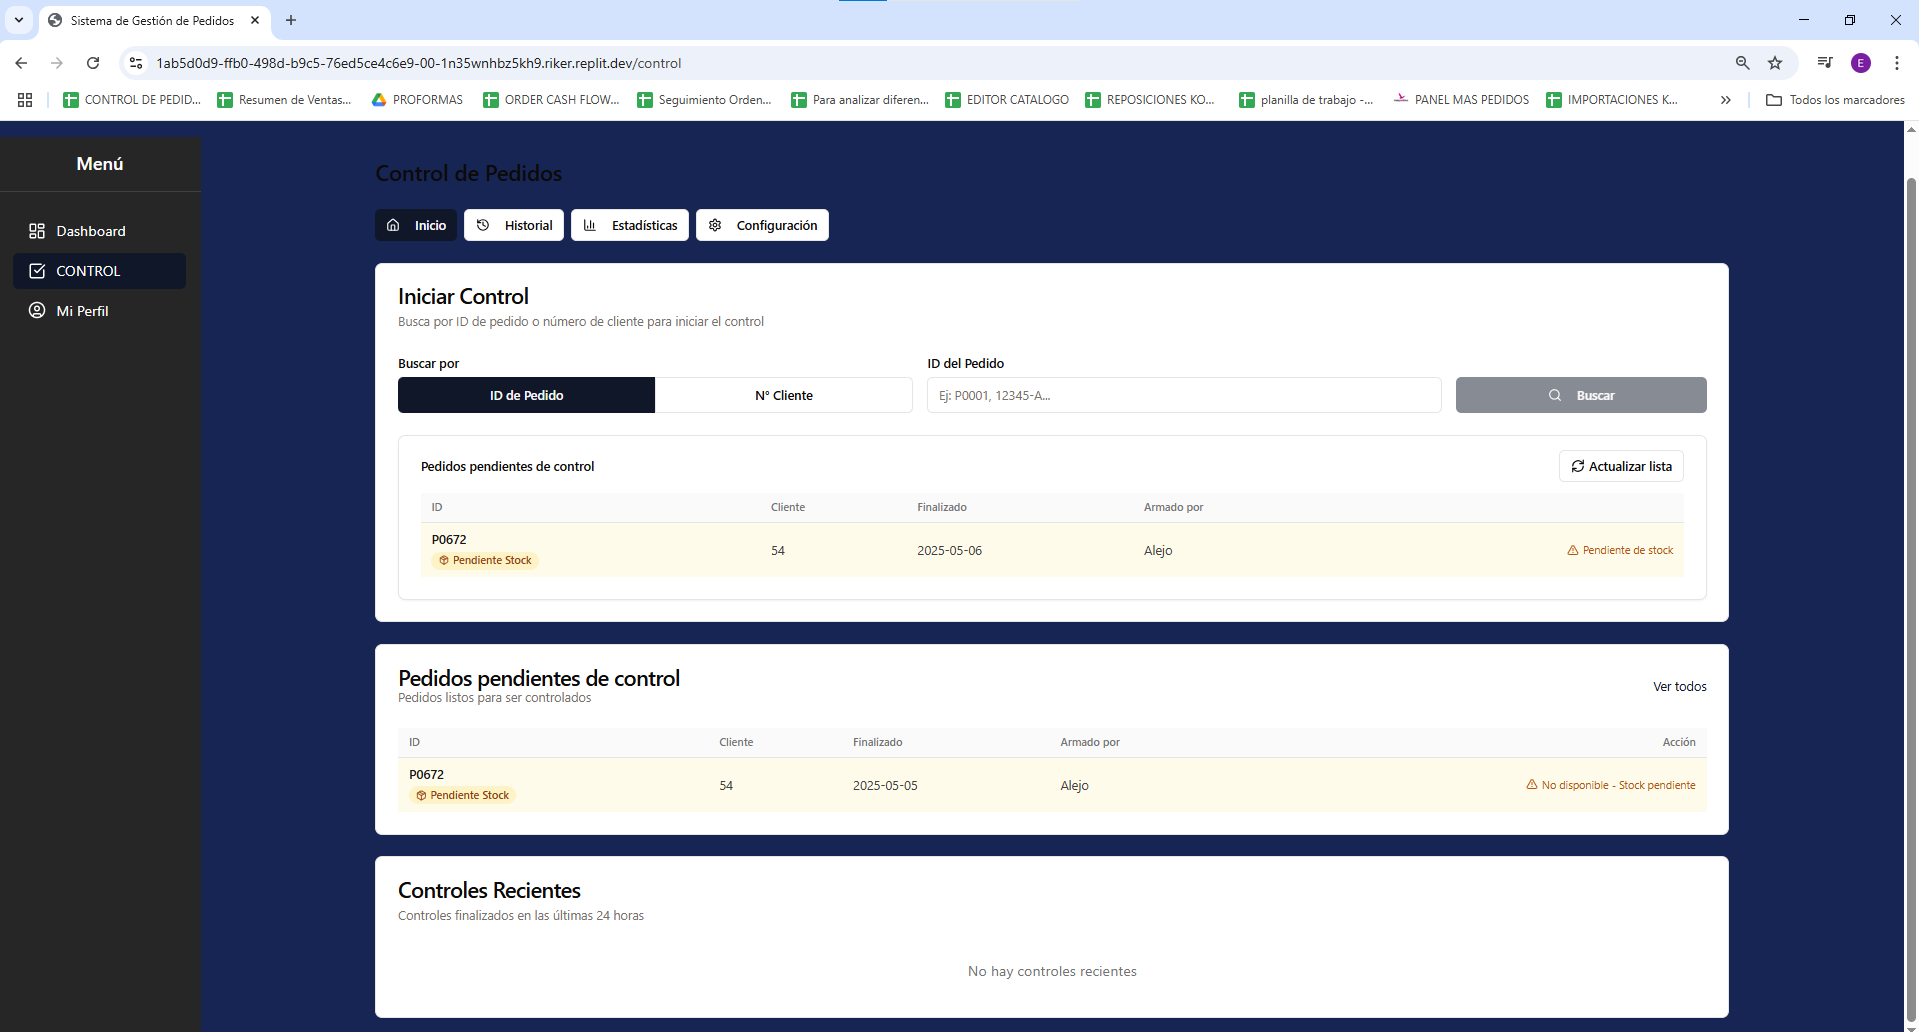 Sistema de Gestión de Pedidos
1ab5d0d9-ffb0-498d-b9c5-76ed5ce4c6e9-00-1n35wnhbz5kh9.riker.replit.dev/control
E
CONTROL DE PEDID...
Resumen de Ventas...
PROFORMAS
ORDER CASH FLOW...
Seguimiento Orden...
Para analizar diferen...
EDITOR CATALOGO
REPOSICIONES KO...
planilla de trabajo -...
PANEL MAS PEDIDOS
IMPORTACIONES K...
Todos los marcadores
Menú
Dashboard
CONTROL
Mi Perfil
Control de Pedidos
Inicio
Historial
Estadísticas
Configuración
Iniciar Control
Busca por ID de pedido o número de cliente para iniciar el control
Buscar por
ID del Pedido
ID de Pedido
N° Cliente
Ej: P0001, 12345-A...
Buscar
Pedidos pendientes de control
Actualizar lista
ID Cliente Finalizado Armado por
P0672
Pendiente Stock
54 2025-05-06 Alejo
Pendiente de stock
Pedidos pendientes de control
Pedidos listos para ser controlados
Ver todos
ID Cliente Finalizado Armado por Acción
P0672
Pendiente Stock
54 2025-05-05 Alejo
No disponible - Stock pendiente
Controles Recientes
Controles finalizados en las últimas 24 horas
No hay controles recientes